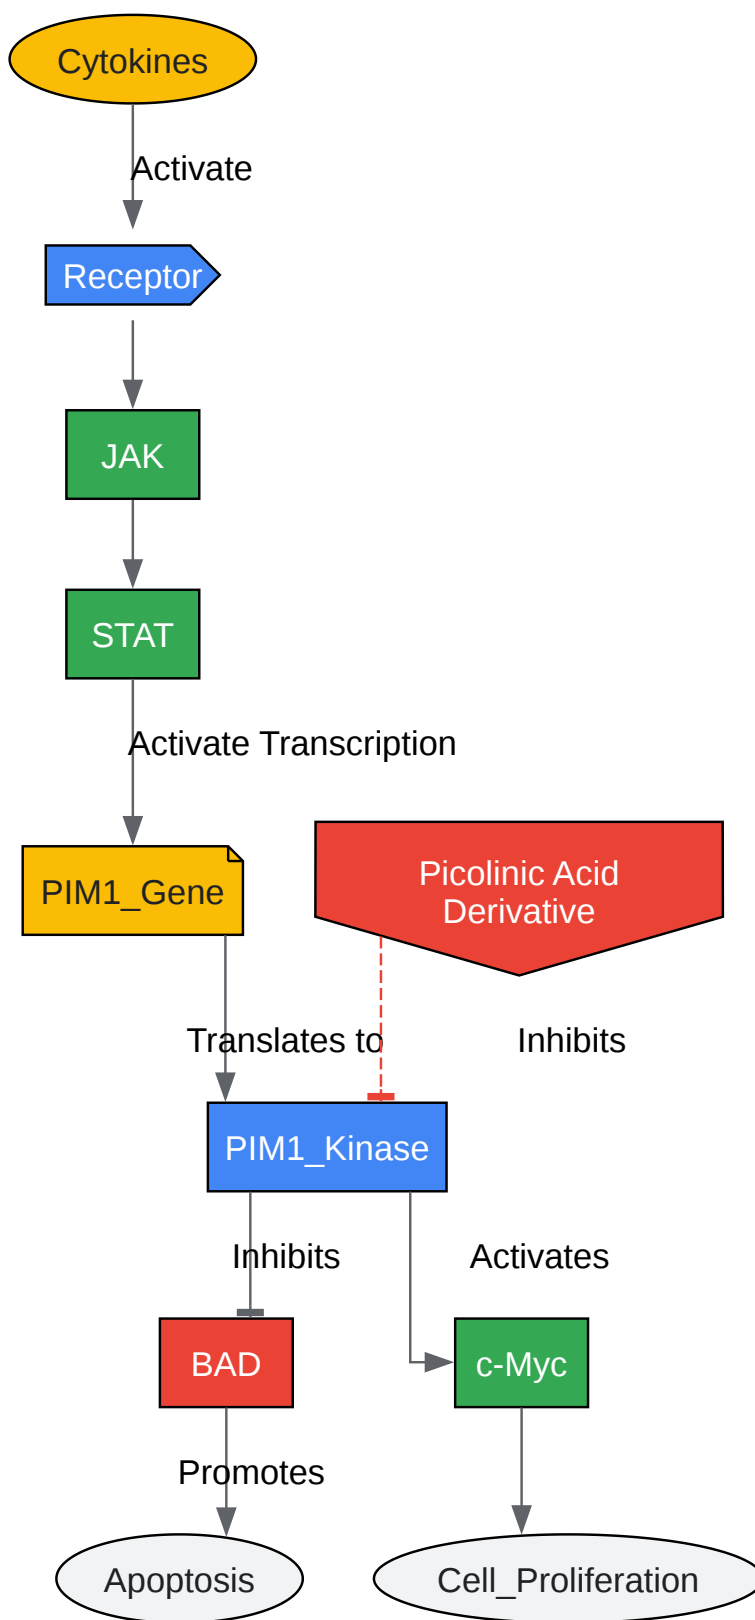 Cytokines
Activate
Receptor
JAK
STAT
Activate Transcription
PIM1_Gene
Picolinic Acid
Derivative
Translates to
Inhibits
PIM1_Kinase
Inhibits
Activates
BAD
c-Myc
Promotes
Apoptosis
Cell_Proliferation